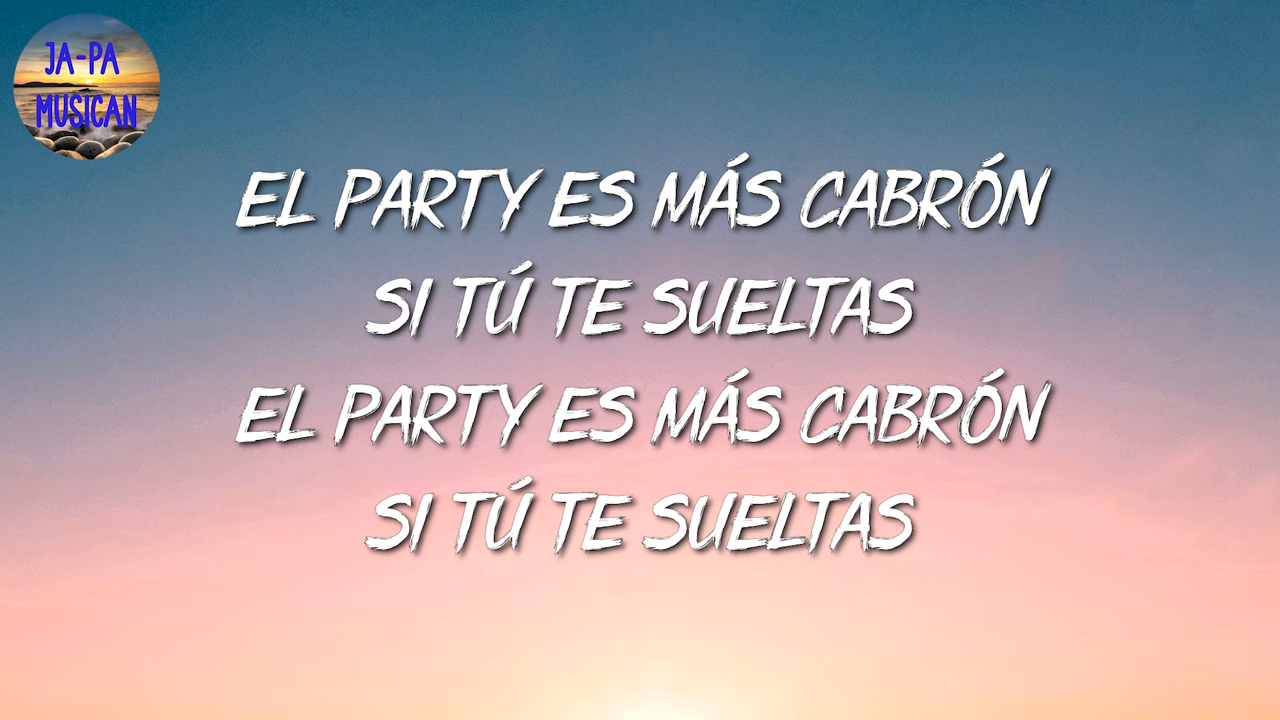 JA-PA
MUSICAN
EL PARTY ES MÁS CABRÓN
SI TÚ TE SUELTAS
EL PARTY ES MÁS CABRÓN
SI TÚ TE SUELTAS